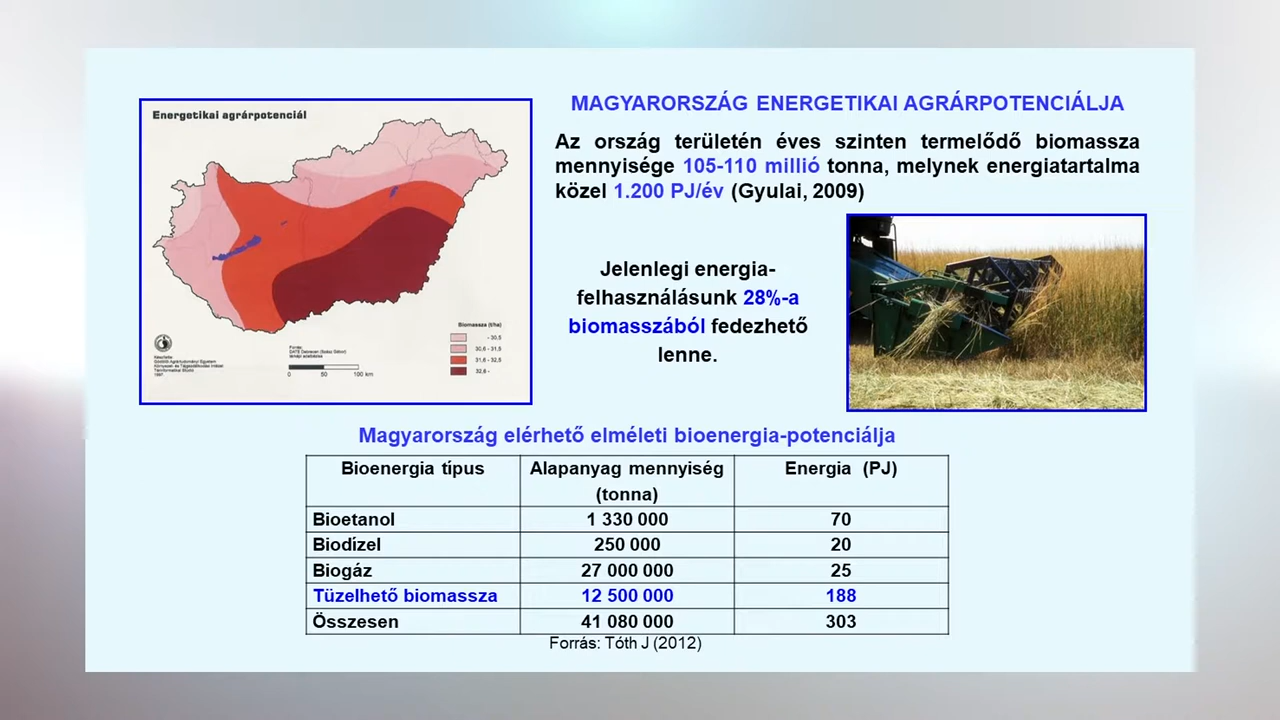 Energetikai agrárpotenciál
Biomassza (t/ha)
- 30,5
30,6 - 31,5
31,6 - 32,5
32,6 -
0 50 100 km
MAGYARORSZÁG ENERGETIKAI AGRÁRPOTENCIÁLJA
Az ország területén éves szinten termelődő biomassza
mennyisége 105-110 millió tonna, melynek energiatartalma
közel 1.200 PJ/év (Gyulai, 2009)
Jelenlegi energia-
felhasználásunk 28%-a
biomasszából fedezhető
lenne.
Magyarország elérhető elméleti bioenergia-potenciálja
Bioenergia típus Alapanyag mennyiség (tonna) Energia (PJ)
Bioetanol 1 330 000 70
Biodízel 250 000 20
Biogáz 27 000 000 25
Tüzelhető biomassza 12 500 000 188
Összesen 41 080 000 303
Forrás: Tóth J (2012)